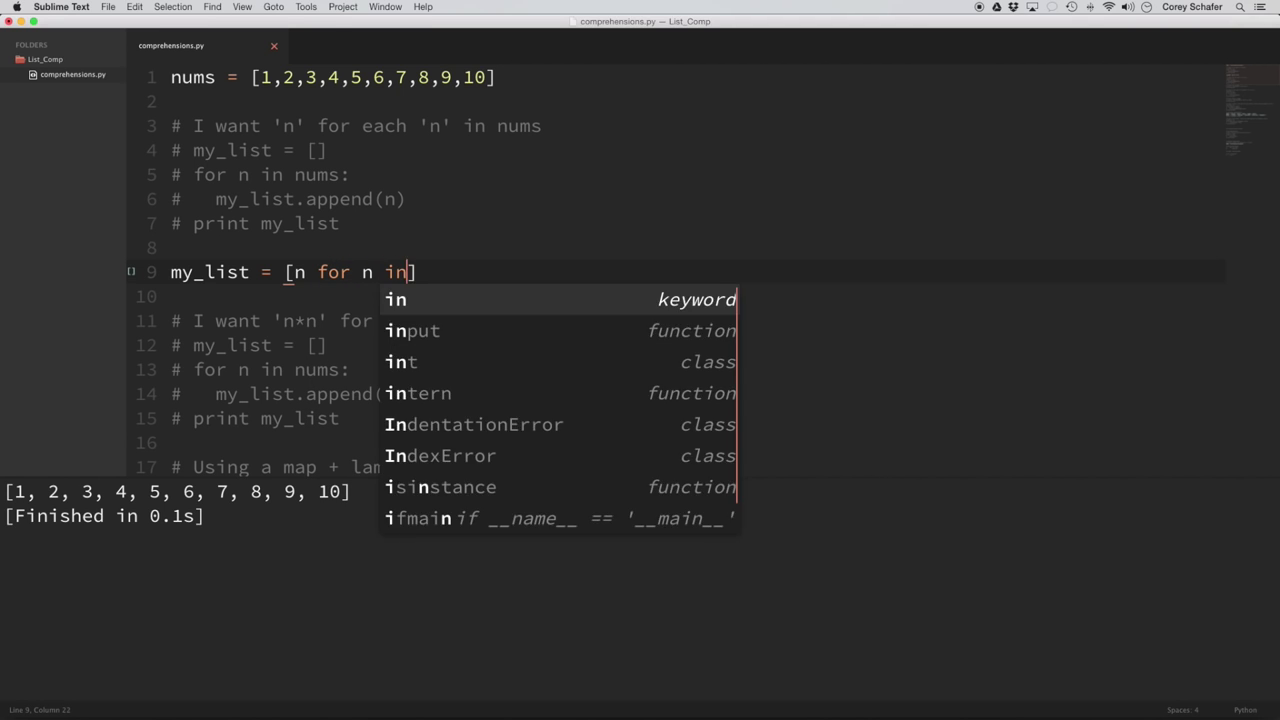 Sublime Text File Edit Selection Find View Goto Tools Project Window Help Corey Schafer
comprehensions.py — List_Comp
FOLDERS
List_Comp
comprehensions.py
comprehensions.py
1 nums = [1,2,3,4,5,6,7,8,9,10]
2
3 # I want 'n' for each 'n' in nums
4 # my_list = []
5 # for n in nums:
6 #   my_list.append(n)
7 # print my_list
8
[] 9 my_list = [n for n in]
10
11 # I want 'n*n' for
12 # my_list = []
13 # for n in nums:
14 #   my_list.append(
15 # print my_list
16
17 # Using a map + lam
in keyword
input function
int class
intern function
IndentationError class
IndexError class
isinstance function
ifmain if __name__ == '__main__'
[1, 2, 3, 4, 5, 6, 7, 8, 9, 10]
[Finished in 0.1s]
Line 9, Column 22 Spaces: 4 Python